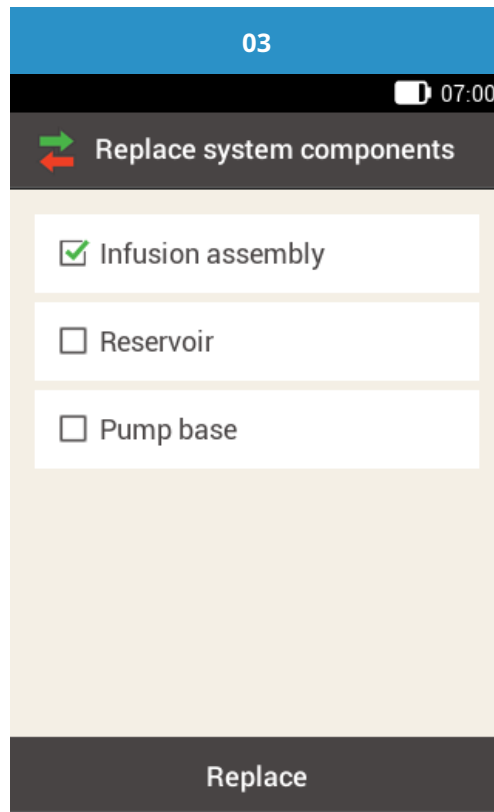 03
07:00
Replace system components
Infusion assembly
Reservoir
Pump base
Replace